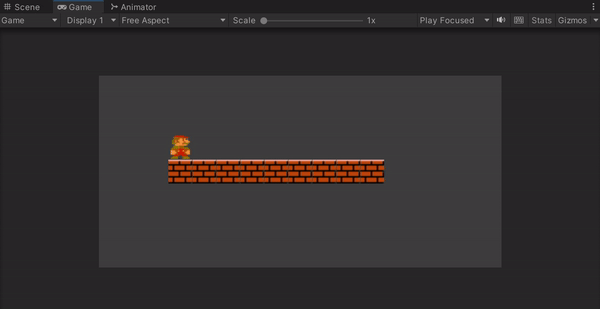 Scene Game Animator
Game Display 1 Free Aspect Scale 1x Play Focused Stats Gizmos